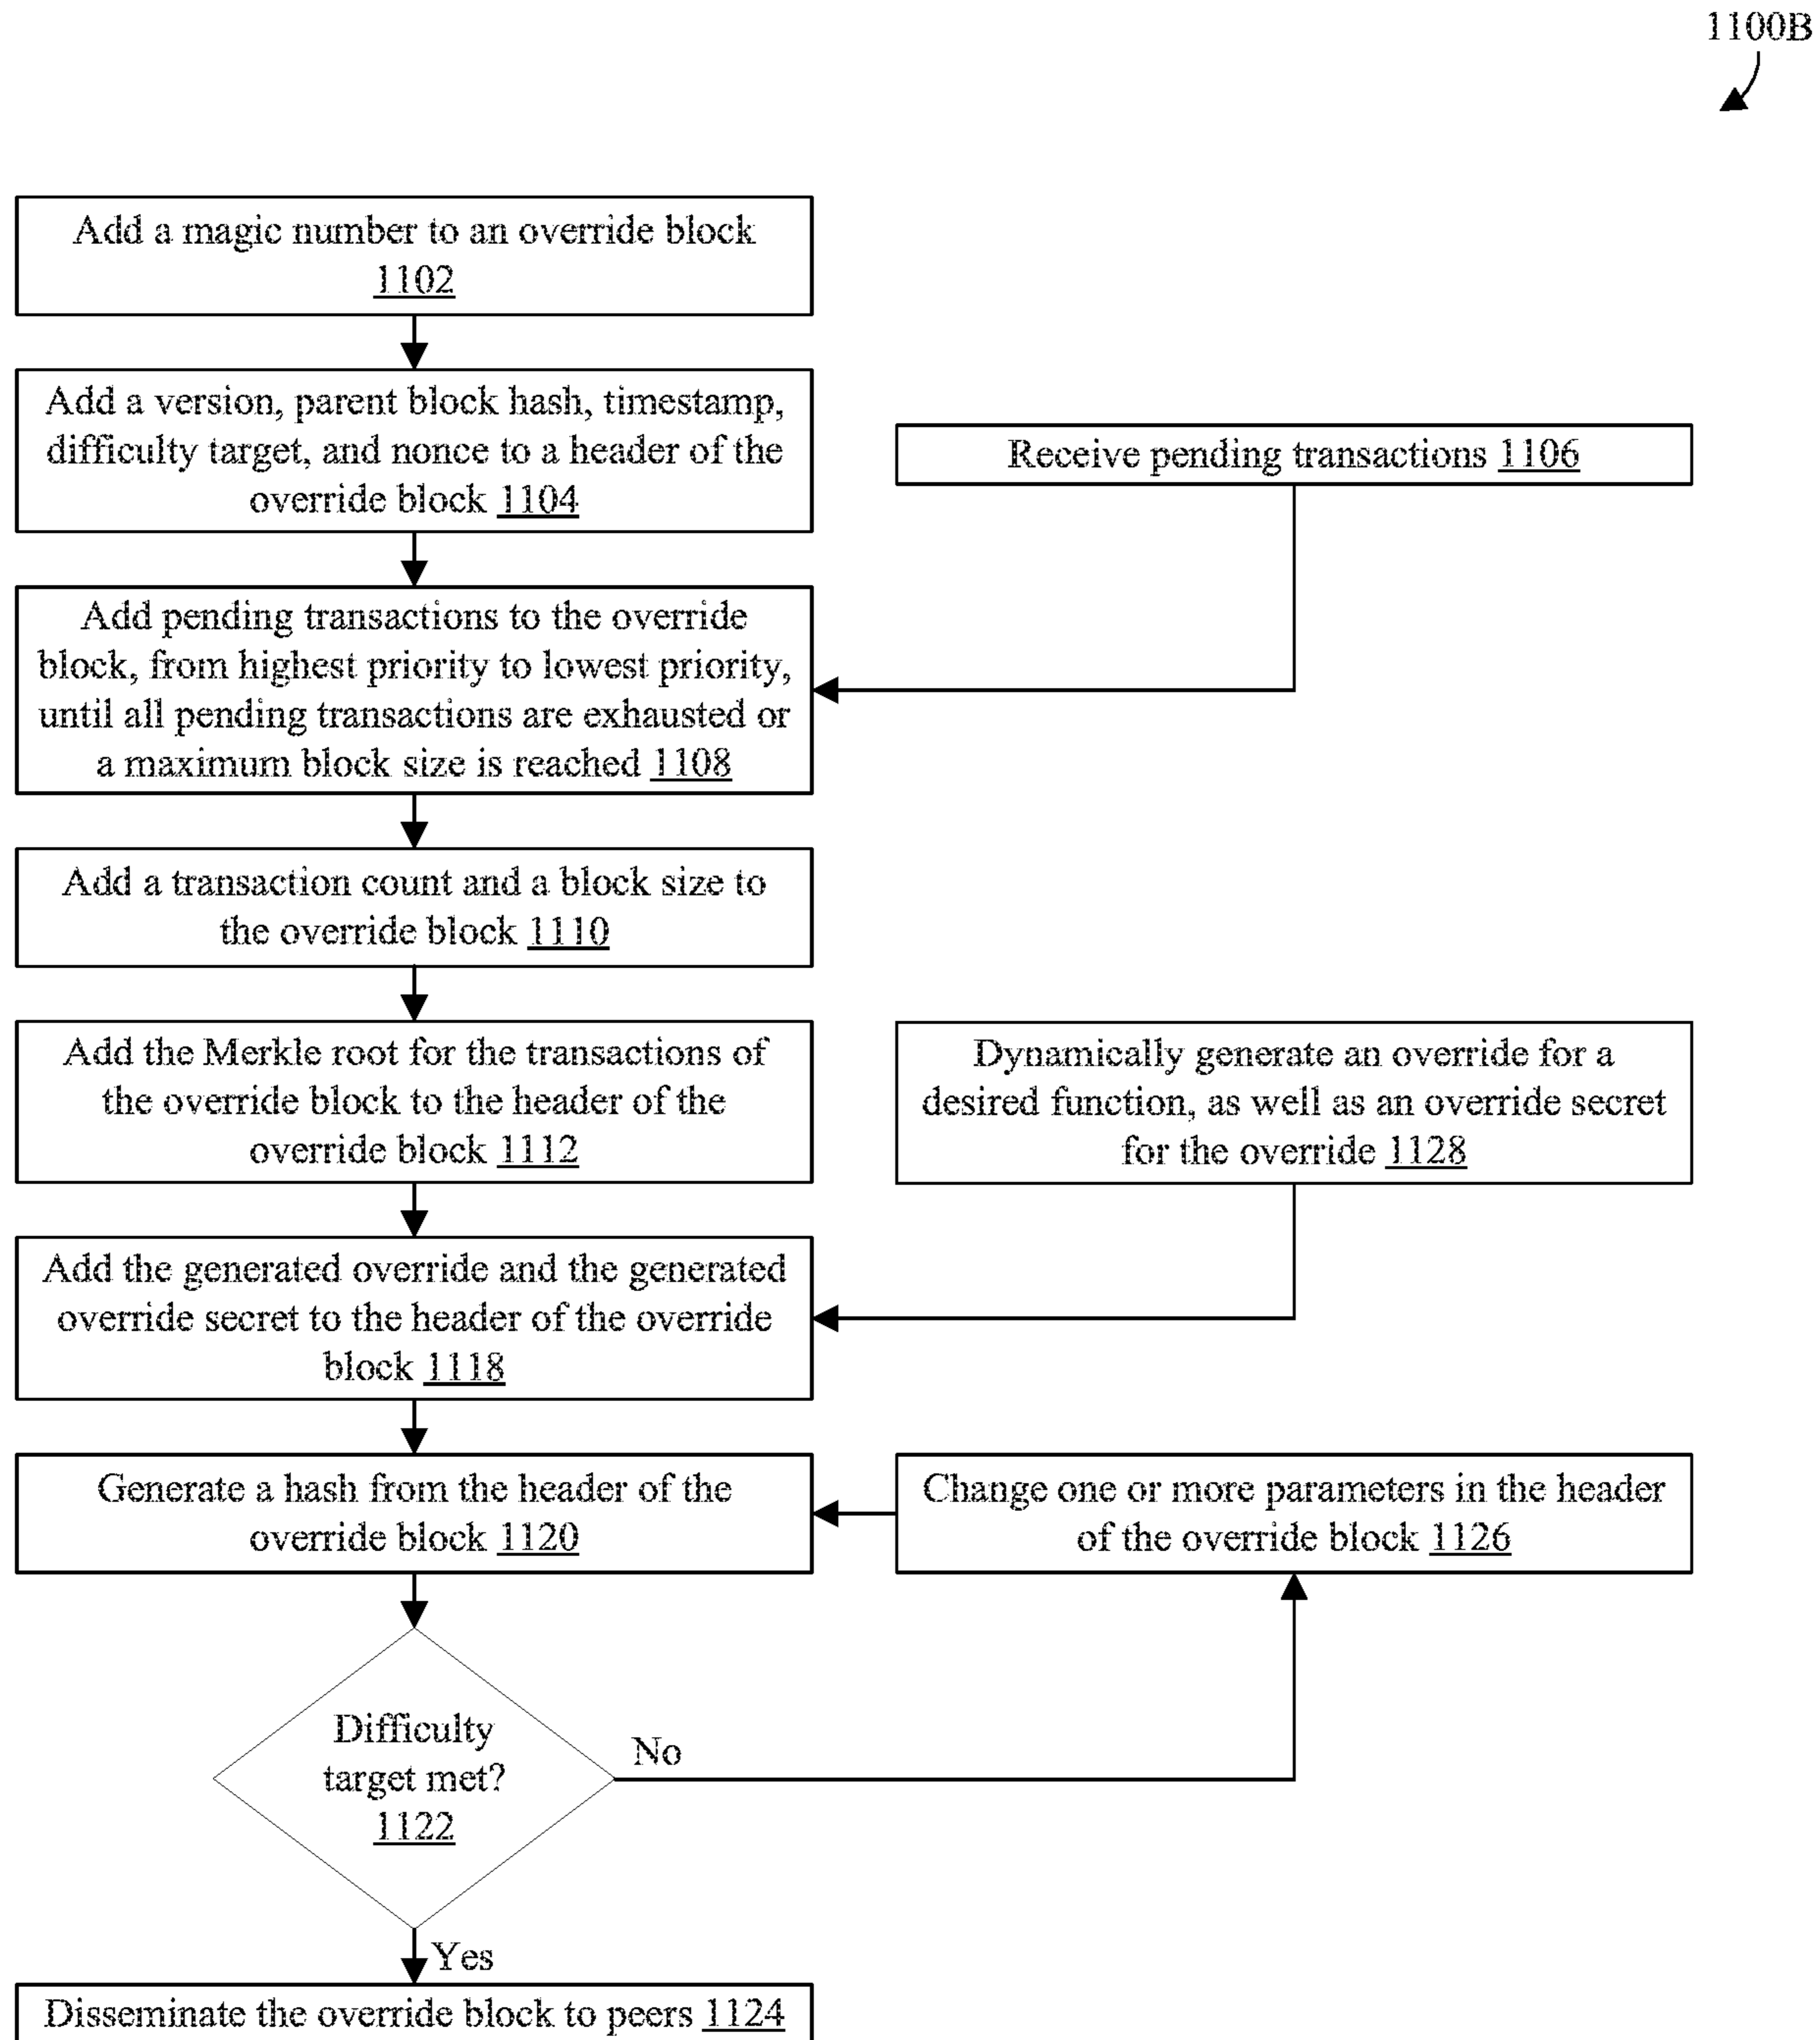 1100B
Add a magic number to an override block
1102
Add a version, parent block hash, timestamp,
difficulty target, and nonce to a header of the
override block 1104
Receive pending transactions 1106
Add pending transactions to the override
block, from highest priority to lowest priority,
until all pending transactions are exhausted or
a maximum block size is reached 1108
Add a transaction count and a block size to
the override block 1110
Add the Merkle root for the transactions of
the override block to the header of the
override block 1112
Dynamically generate an override for a
desired function, as well as an override secret
for the override 1128
Add the generated override and the generated
override secret to the header of the override
block 1118
Generate a hash from the header of the
override block 1120
Change one or more parameters in the header
of the override block 1126
Difficulty
target met?
1122
No
Yes
Disseminate the override block to peers 1124